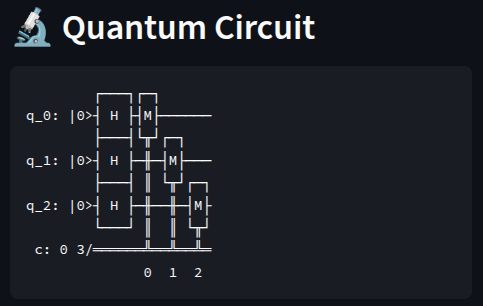 🔬 Quantum Circuit
     ┌───┐┌─┐      
q_0: |0>┤ H ├┤M├──────
     ├───┤└╥┘┌─┐   
q_1: |0>┤ H ├─╫─┤M├───
     ├───┤ ║ └╥┘┌─┐
q_2: |0>┤ H ├─╫──╫─┤M├
     └───┘ ║  ║ └╥┘
c: 0 3/══════╩══╩══╩═
0 1 2